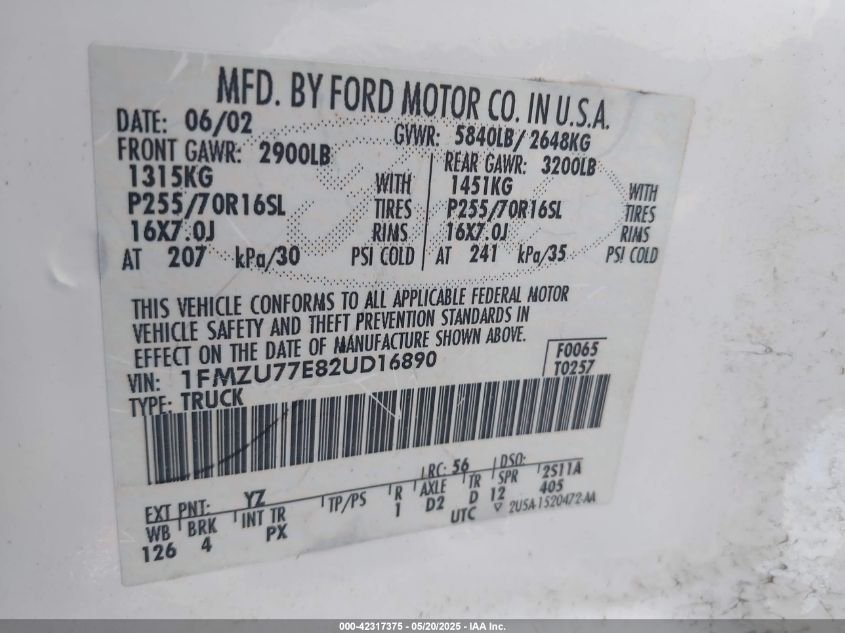 MFD. BY FORD MOTOR CO. IN U.S.A.
DATE: 06/02 GVWR: 5840LB/ 2648KG
FRONT GAWR: 2900LB REAR GAWR: 3200LB
1315KG WITH 1451KG WITH
P255/70R16SL TIRES P255/70R16SL TIRES
16X7.0J RIMS 16X7.0J RIMS
AT 207 kPa/30 PSI COLD AT 241 kPa/35 PSI COLD
THIS VEHICLE CONFORMS TO ALL APPLICABLE FEDERAL MOTOR
VEHICLE SAFETY AND THEFT PREVENTION STANDARDS IN
EFFECT ON THE DATE OF MANUFACTURE SHOWN ABOVE.
VIN: 1FMZU77E82UD16890 F0065
TYPE: TRUCK T0257
EXT PNT: YZ LRC: 56 DSO:
WB BRK INT TR TP/PS R AXLE TR SPR 2S11A
126 4 PX 1 D2 D 12 405
UTC 2U5A-1520472-AA
000-42317375 - 05/20/2025 - IAA Inc.